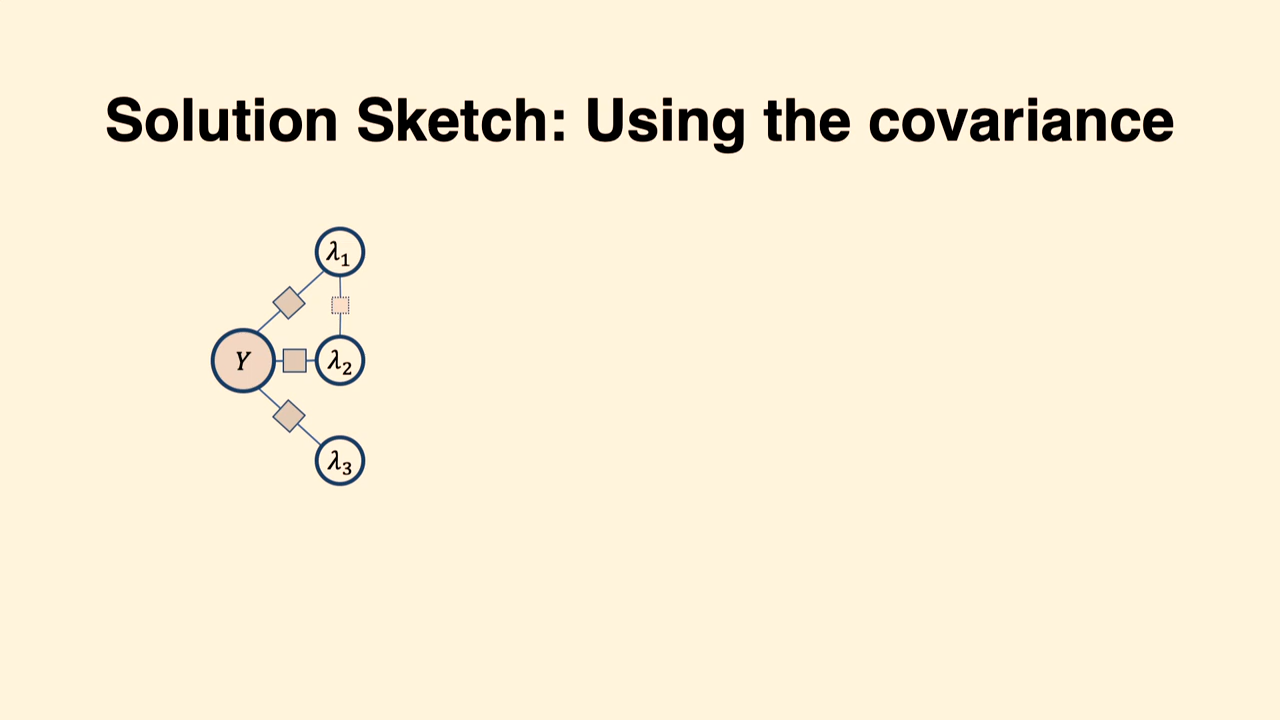 Solution Sketch: Using the covariance
λ₁
Y
λ₂
λ₃